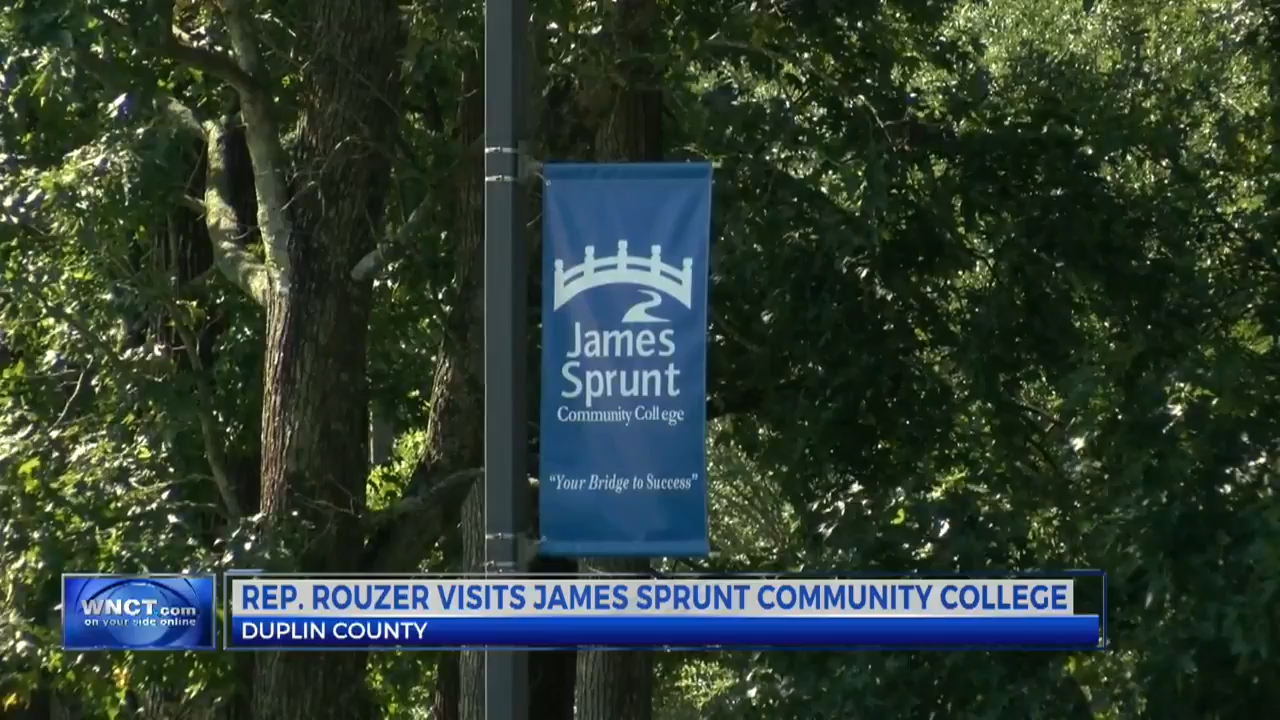 James
Sprunt
Community College
“Your Bridge to Success”
WNCT.com
on your side online
REP. ROUZER VISITS JAMES SPRUNT COMMUNITY COLLEGE
DUPLIN COUNTY